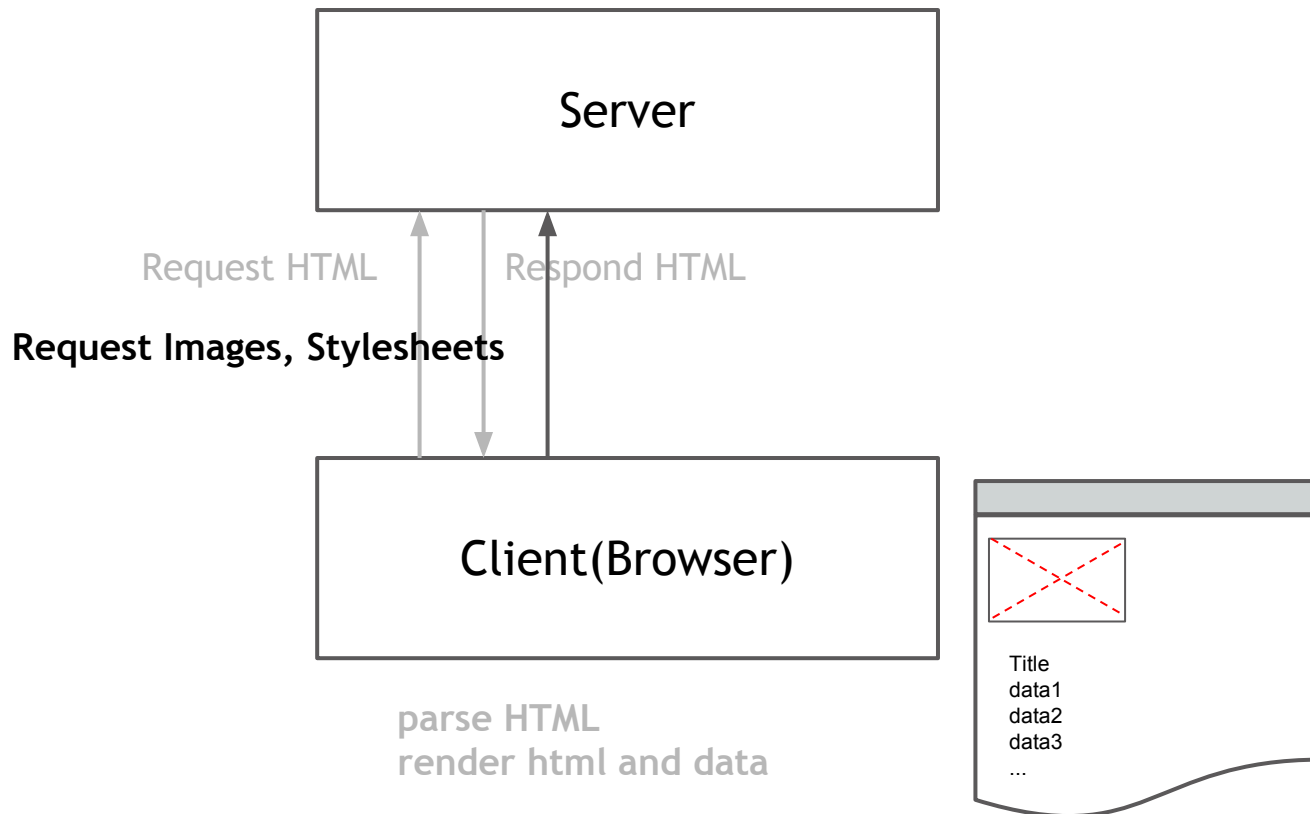 Server
Request HTML
Respond HTML
Request Images, Stylesheets
Client(Browser)
Title
data1
data2
data3
...
parse HTML
render html and data